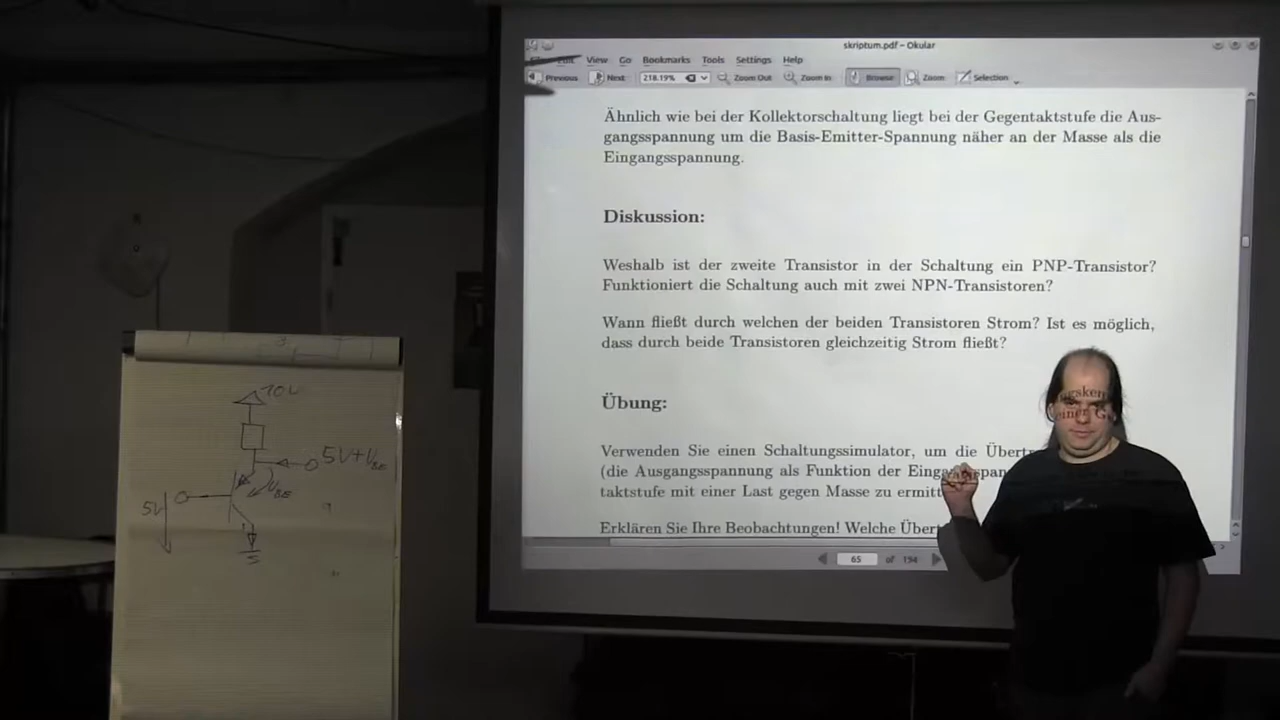 skriptum.pdf – Okular
View Go Bookmarks Tools Settings Help
Previous Next 218.19% Zoom Out Zoom In Browse Zoom Selection
Ähnlich wie bei der Kollektorschaltung liegt bei der Gegentaktstufe die Aus-
gangsspannung um die Basis-Emitter-Spannung näher an der Masse als die
Eingangsspannung.
Diskussion:
Weshalb ist der zweite Transistor in der Schaltung ein PNP-Transistor?
Funktioniert die Schaltung auch mit zwei NPN-Transistoren?
Wann fließt durch welchen der beiden Transistoren Strom? Ist es möglich,
dass durch beide Transistoren gleichzeitig Strom fließt?
Übung:
Verwenden Sie einen Schaltungssimulator, um die
(die Ausgangsspannung als Funktion der
taktstufe mit einer Last gegen Masse zu
Erklären Sie Ihre Beobachtungen! Welche
65 of 194
10V
5V+UBE
UBE
5V